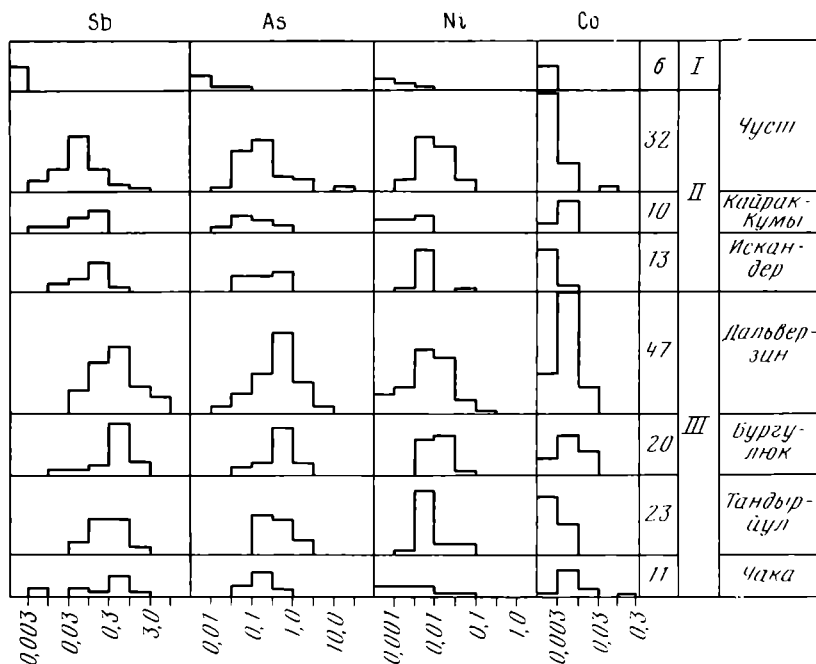 Sb As Ni Co
6 I
Чуст
32
II
10 Кайрак-
Кумы
13 Искан-
дер
47 Дальвер-
зин
III
20 Бургу-
люк
23 Тандыр-
йул
11 Чака
0,003 0,03 0,3 3,0 0,01 0,1 1,0 10,0 0,001 0,01 0,1 1,0 0,003 0,03 0,3